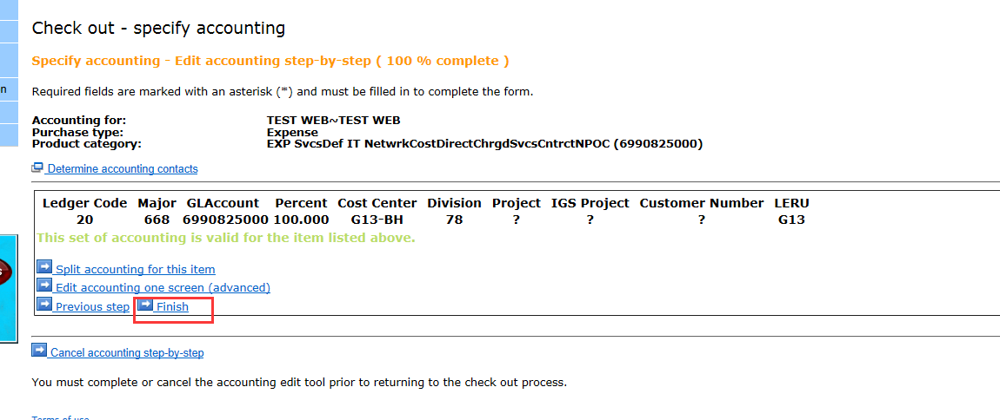 Check out - specify accounting
Specify accounting - Edit accounting step-by-step ( 100 % complete )
n
Required fields are marked with an asterisk (*) and must be filled in to complete the form.
Accounting for: TEST WEB~TEST WEB
Purchase type: Expense
Product category: EXP SvcsDef IT NetwrkCostDirectChrgdSvcsCntrctNPOC (6990825000)
Determine accounting contacts
Ledger Code Major GLAccount Percent Cost Center Division Project IGS Project Customer Number LERU
20 668 6990825000 100.000 G13-BH 78 ? ? ? G13
This set of accounting is valid for the item listed above.
Split accounting for this item
s
Edit accounting one screen (advanced)
Previous step Finish
Cancel accounting step-by-step
You must complete or cancel the accounting edit tool prior to returning to the check out process.
Terms of use